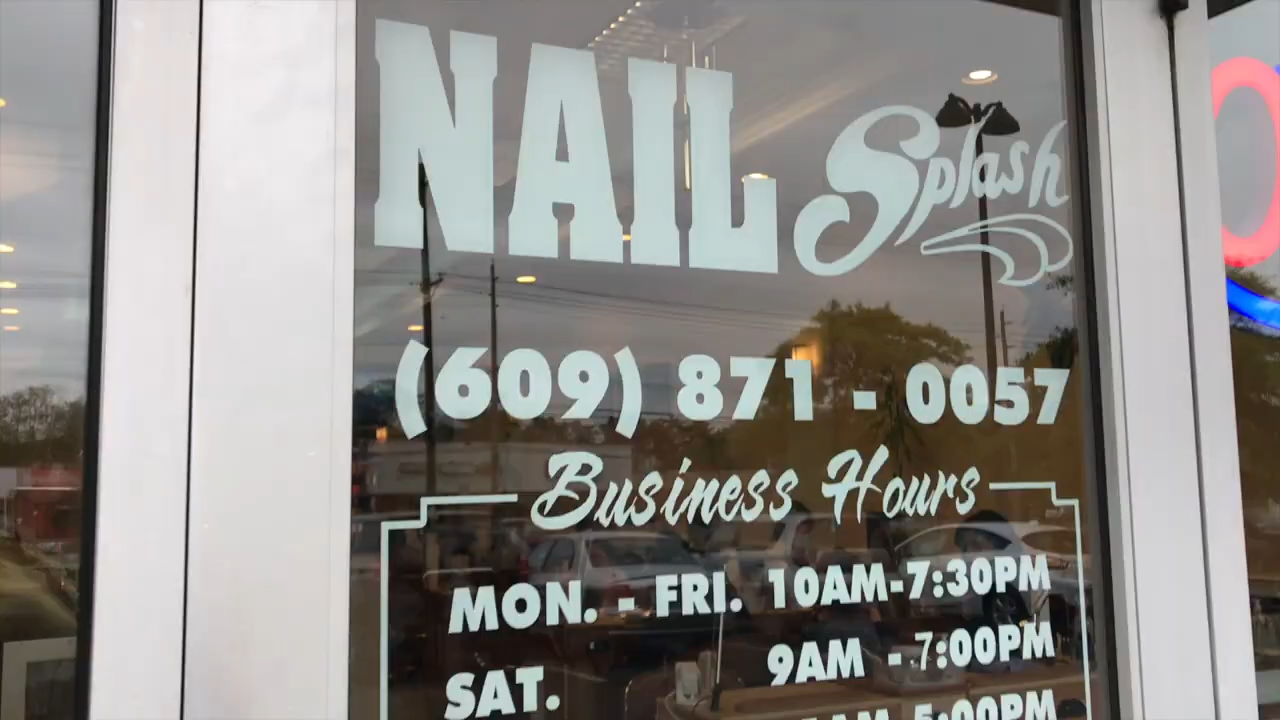 NAIL Splash
(609) 871 - 0057
Business Hours
MON. - FRI. 10AM-7:30PM
SAT. 9AM - 7:00PM
5:00PM